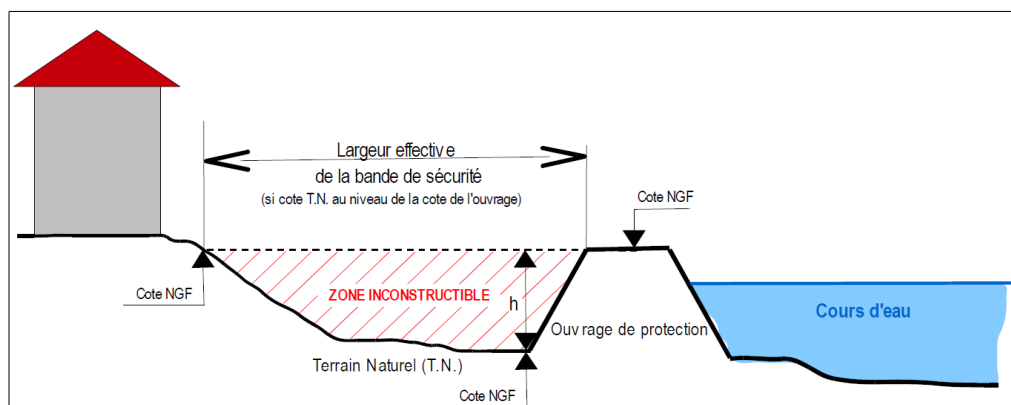 Largeur effective
de la bande de sécurité
(si cote T.N. au niveau de la cote de l'ouvrage)
Cote NGF
Cote NGF
ZONE INCONSTRUCTIBLE
h
Cours d'eau
Ouvrage de protection
Terrain Naturel (T.N.)
Cote NGF